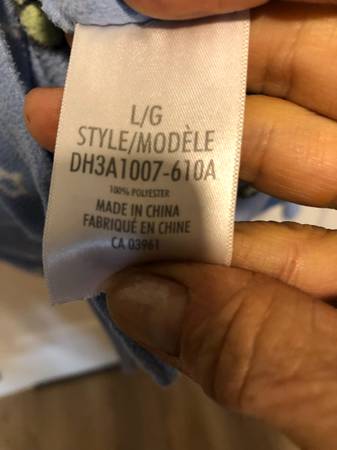 L/G
STYLE/MODÈLE
DH3A1007-610A
100% POLYESTER
MADE IN CHINA
FABRIQUÉ EN CHINE
CA 03961